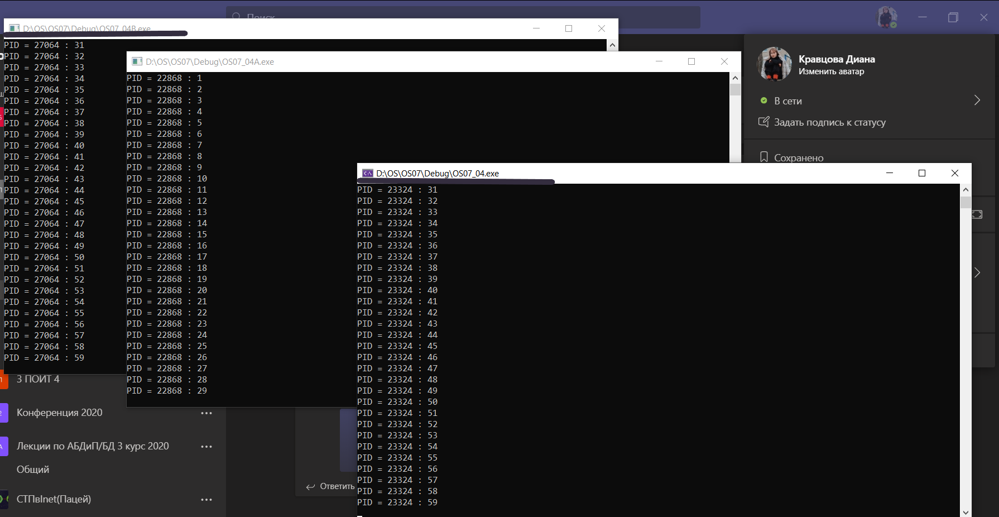 Поиск
D:\OS\OS07\Debug\OS07_04B.exe
PID = 27064 : 31
PID = 27064 : 32
PID = 27064 : 33
PID = 27064 : 34
PID = 27064 : 35
PID = 27064 : 36
PID = 27064 : 37
PID = 27064 : 38
PID = 27064 : 39
PID = 27064 : 40
PID = 27064 : 41
PID = 27064 : 42
PID = 27064 : 43
PID = 27064 : 44
PID = 27064 : 45
PID = 27064 : 46
PID = 27064 : 47
PID = 27064 : 48
PID = 27064 : 49
PID = 27064 : 50
PID = 27064 : 51
PID = 27064 : 52
PID = 27064 : 53
PID = 27064 : 54
PID = 27064 : 55
PID = 27064 : 56
PID = 27064 : 57
PID = 27064 : 58
PID = 27064 : 59
D:\OS\OS07\Debug\OS07_04A.exe
PID = 22868 : 1
PID = 22868 : 2
PID = 22868 : 3
PID = 22868 : 4
PID = 22868 : 5
PID = 22868 : 6
PID = 22868 : 7
PID = 22868 : 8
PID = 22868 : 9
PID = 22868 : 10
PID = 22868 : 11
PID = 22868 : 12
PID = 22868 : 13
PID = 22868 : 14
PID = 22868 : 15
PID = 22868 : 16
PID = 22868 : 17
PID = 22868 : 18
PID = 22868 : 19
PID = 22868 : 20
PID = 22868 : 21
PID = 22868 : 22
PID = 22868 : 23
PID = 22868 : 24
PID = 22868 : 25
PID = 22868 : 26
PID = 22868 : 27
PID = 22868 : 28
PID = 22868 : 29
D:\OS\OS07\Debug\OS07_04.exe
PID = 23324 : 31
PID = 23324 : 32
PID = 23324 : 33
PID = 23324 : 34
PID = 23324 : 35
PID = 23324 : 36
PID = 23324 : 37
PID = 23324 : 38
PID = 23324 : 39
PID = 23324 : 40
PID = 23324 : 41
PID = 23324 : 42
PID = 23324 : 43
PID = 23324 : 44
PID = 23324 : 45
PID = 23324 : 46
PID = 23324 : 47
PID = 23324 : 48
PID = 23324 : 49
PID = 23324 : 50
PID = 23324 : 51
PID = 23324 : 52
PID = 23324 : 53
PID = 23324 : 54
PID = 23324 : 55
PID = 23324 : 56
PID = 23324 : 57
PID = 23324 : 58
PID = 23324 : 59
Кравцова Диана
Изменить аватар
В сети
Задать подпись к статусу
Сохранено
3 ПОИТ 4
Конференция 2020
Лекции по АБДиП/БД 3 курс 2020
Общий
СТПвInet(Пацей)
Ответить